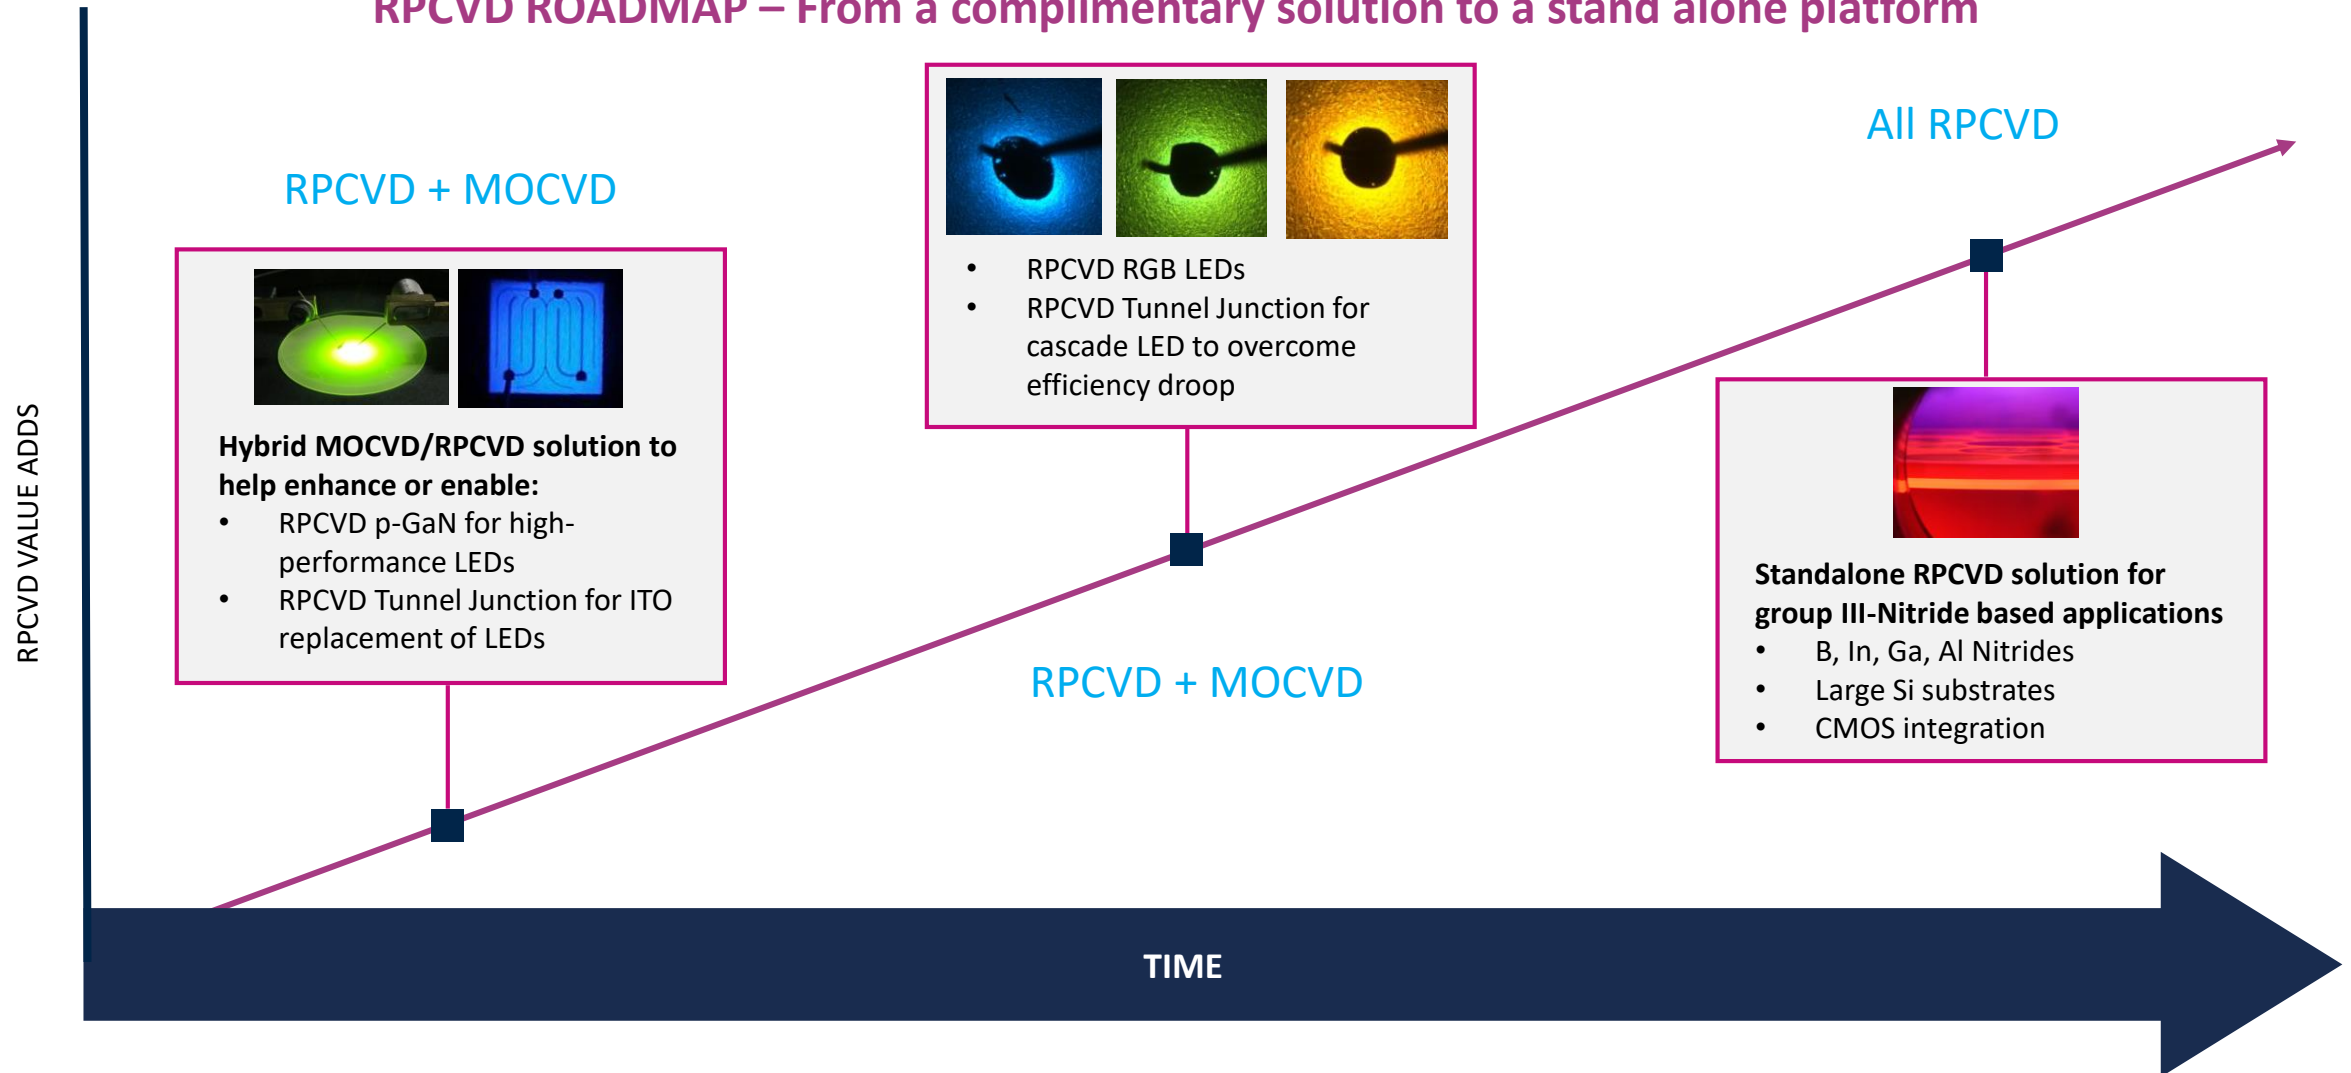 RPCVD ROADMAP – From a complimentary solution to a stand alone platform
RPCVD VALUE ADDS
RPCVD + MOCVD
Hybrid MOCVD/RPCVD solution to
help enhance or enable:
• RPCVD p-GaN for high-
performance LEDs
• RPCVD Tunnel Junction for ITO
replacement of LEDs
• RPCVD RGB LEDs
• RPCVD Tunnel Junction for
cascade LED to overcome
efficiency droop
RPCVD + MOCVD
All RPCVD
Standalone RPCVD solution for
group III-Nitride based applications
• B, In, Ga, Al Nitrides
• Large Si substrates
• CMOS integration
TIME